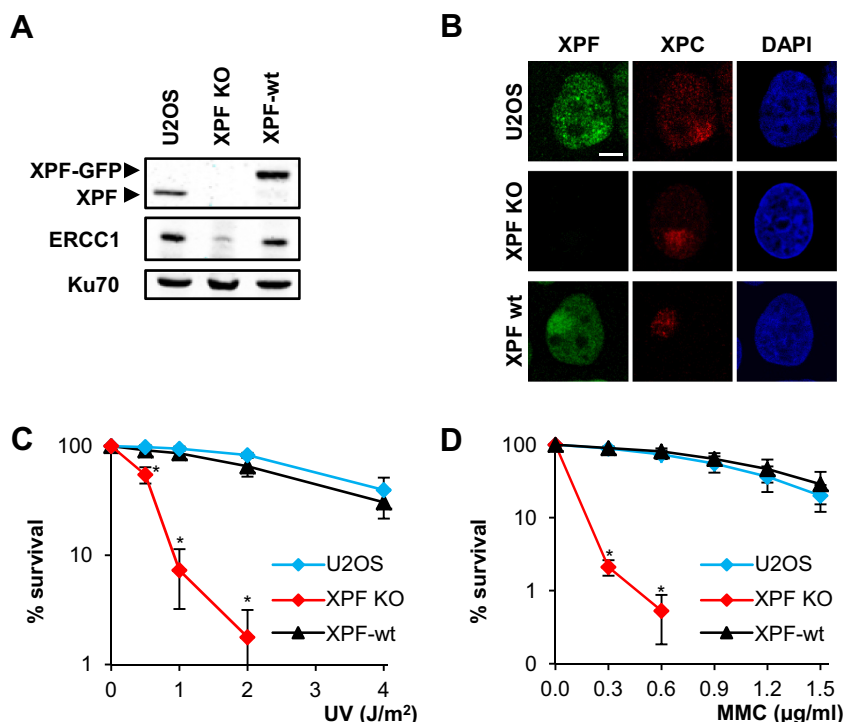 A
U2OS
XPF KO
XPF-wt
XPF-GFP
XPF
ERCC1
Ku70
B
XPF XPC DAPI
U2OS
XPF KO
XPF wt
C
% survival
100
10
1
0 1 2 3 4
UV (J/m²)
* * *
U2OS
XPF KO
XPF-wt
D
% survival
100
10
1
0
0.0 0.3 0.6 0.9 1.2 1.5
MMC (µg/ml)
* *
U2OS
XPF KO
XPF-wt